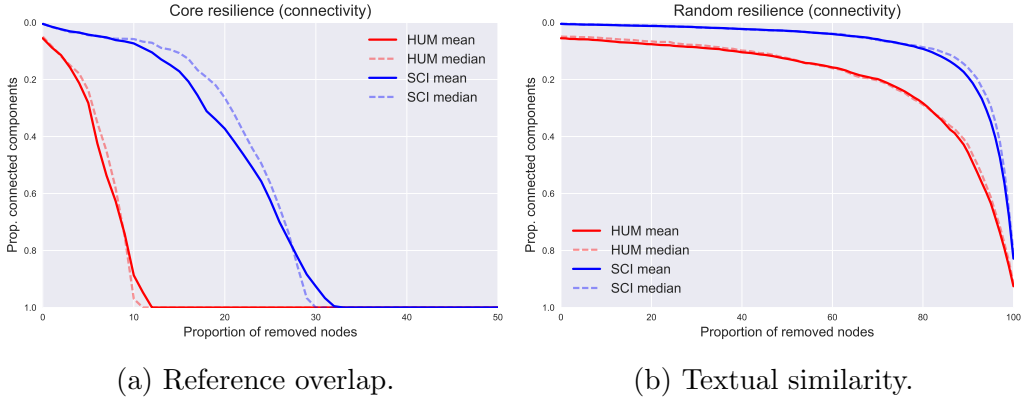 Core resilience (connectivity)
Prop. connected components
0.0
0.2
0.4
0.6
0.8
1.0
HUM mean
HUM median
SCI mean
SCI median
0 10 20 30 40 50
Proportion of removed nodes
(a) Reference overlap.
Random resilience (connectivity)
Prop. connected components
0.0
0.2
0.4
0.6
0.8
1.0
HUM mean
HUM median
SCI mean
SCI median
0 20 40 60 80 100
Proportion of removed nodes
(b) Textual similarity.